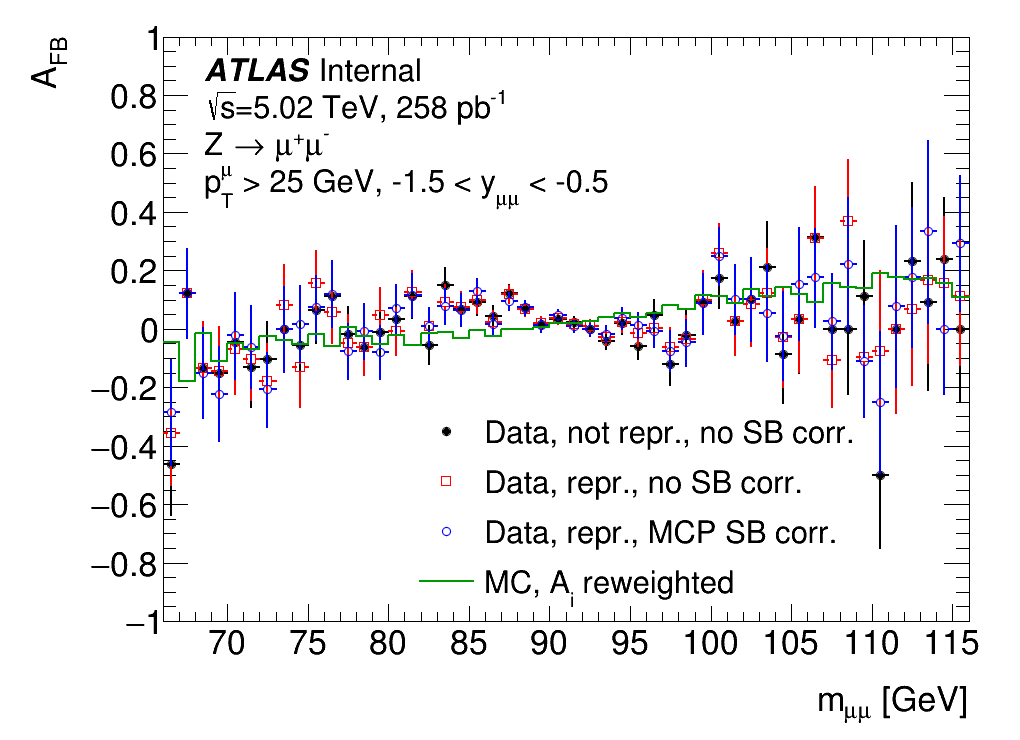 A_FB
1
0.8
0.6
0.4
0.2
0
−0.2
−0.4
−0.6
−0.8
−1
ATLAS Internal
√s=5.02 TeV, 258 pb⁻¹
Z → μ⁺μ⁻
p_T^μ > 25 GeV, -1.5 < y_μμ < -0.5
Data, not repr., no SB corr.
Data, repr., no SB corr.
Data, repr., MCP SB corr.
MC, A_i reweighted
70 75 80 85 90 95 100 105 110 115
m_μμ [GeV]